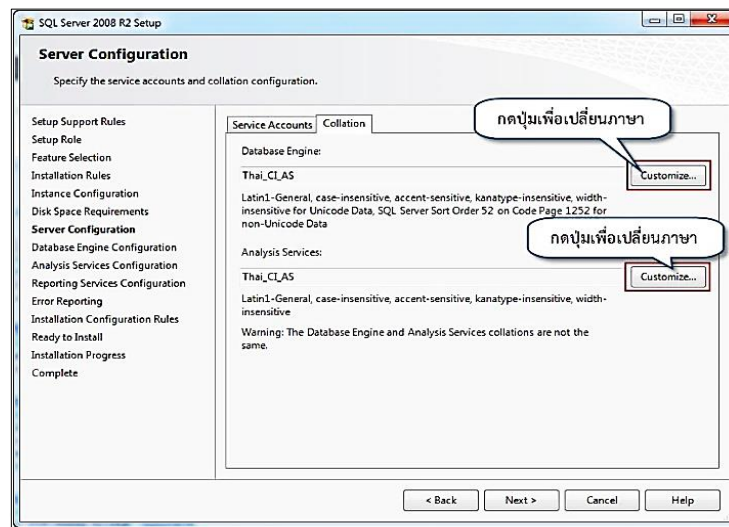 SQL Server 2008 R2 Setup
Server Configuration
Specify the service accounts and collation configuration.
Setup Support Rules
Setup Role
Feature Selection
Installation Rules
Instance Configuration
Disk Space Requirements
Server Configuration
Database Engine Configuration
Analysis Services Configuration
Reporting Services Configuration
Error Reporting
Installation Configuration Rules
Ready to Install
Installation Progress
Complete
Service Accounts Collation
กดปุ่มเพื่อเปลี่ยนภาษา
Database Engine:
Thai_CI_AS
Customize...
Latin1-General, case-insensitive, accent-sensitive, kanatype-insensitive, width-
insensitive for Unicode Data, SQL Server Sort Order 52 on Code Page 1252 for
non-Unicode Data
กดปุ่มเพื่อเปลี่ยนภาษา
Analysis Services:
Thai_CI_AS
Customize...
Latin1-General, case-insensitive, accent-sensitive, kanatype-insensitive, width-
insensitive
Warning: The Database Engine and Analysis Services collations are not the
same.
< Back Next > Cancel Help